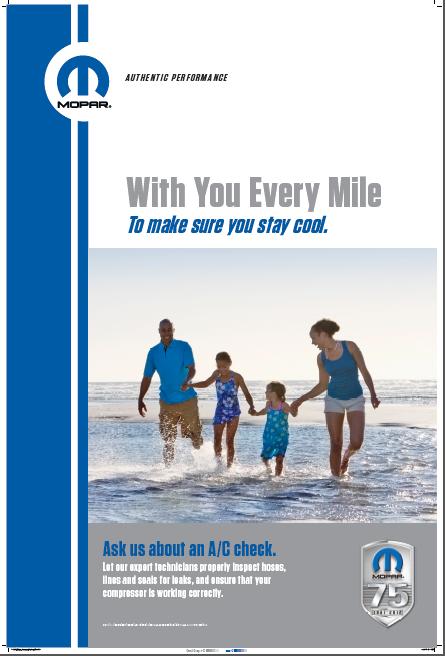 MOPAR®
AUTHENTIC PERFORMANCE
With You Every Mile
To make sure you stay cool.
Ask us about an A/C check.
Let our expert technicians properly inspect hoses,
lines and seals for leaks, and ensure that your
compressor is working correctly.
MOPAR®
75